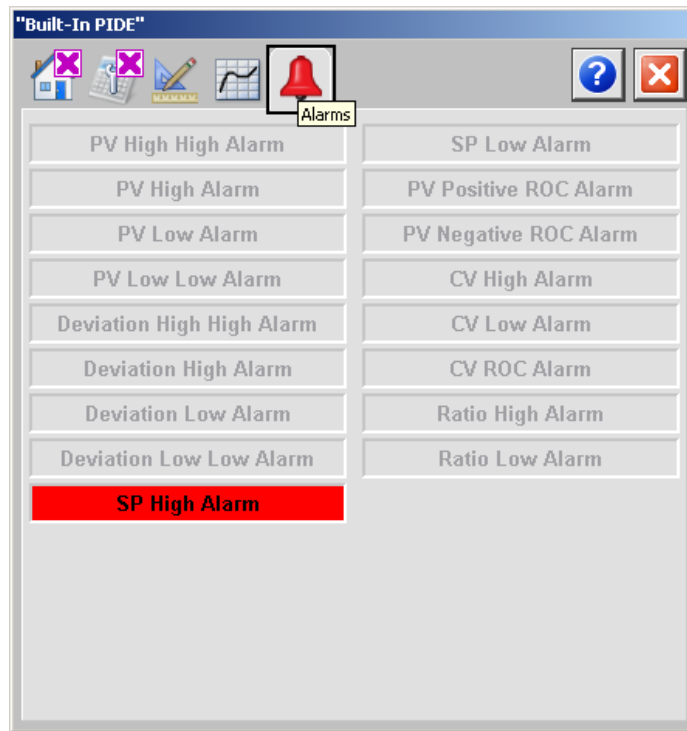 "Built-In PIDE"
?
Alarms
PV High High Alarm
PV High Alarm
PV Low Alarm
PV Low Low Alarm
Deviation High High Alarm
Deviation High Alarm
Deviation Low Alarm
Deviation Low Low Alarm
SP High Alarm
SP Low Alarm
PV Positive ROC Alarm
PV Negative ROC Alarm
CV High Alarm
CV Low Alarm
CV ROC Alarm
Ratio High Alarm
Ratio Low Alarm